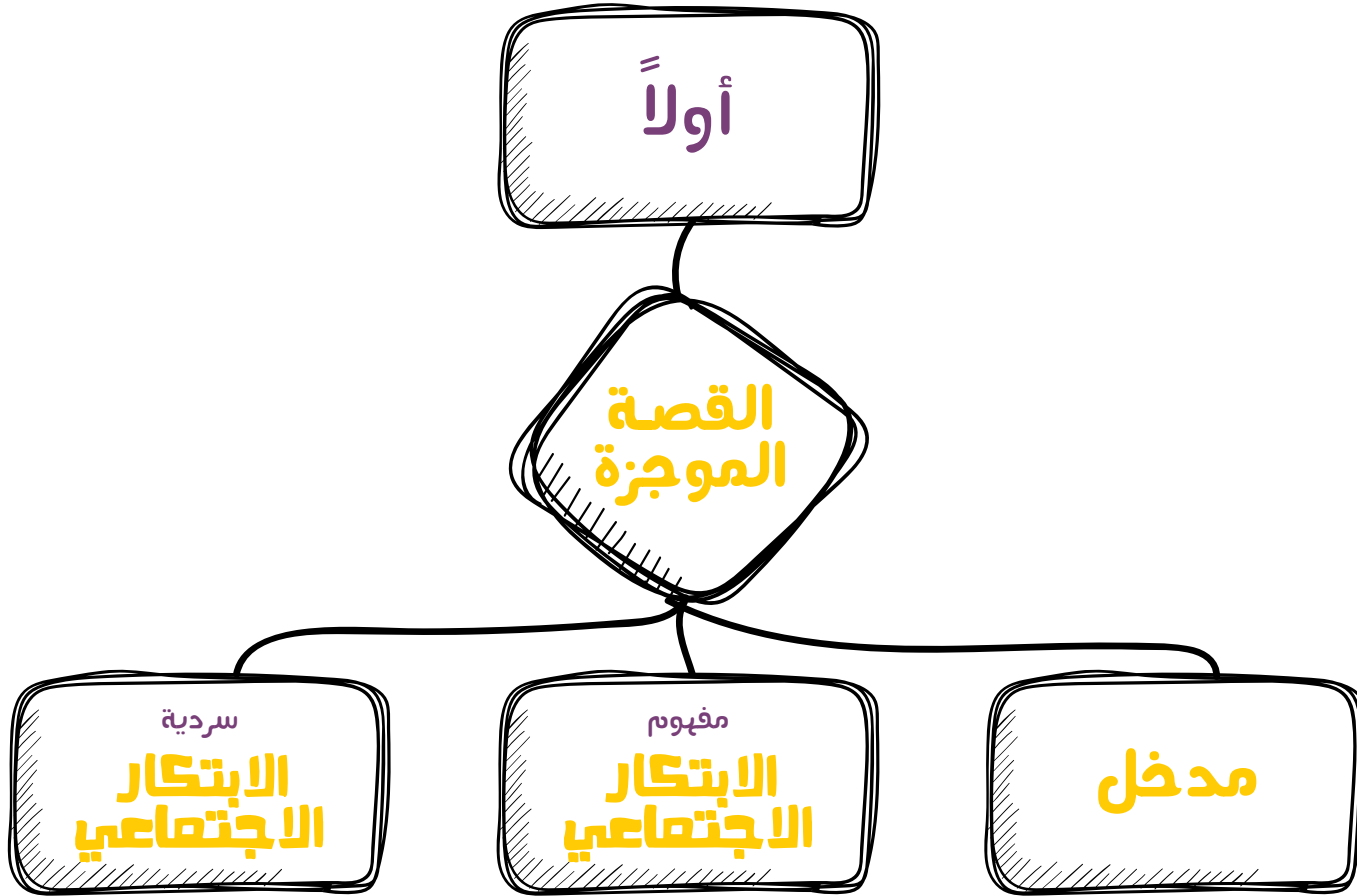 أولاً
القصة
الموجزة
مدخل
مفهوم
الابتكار
الاجتماعي
سردية
الابتكار
الاجتماعي